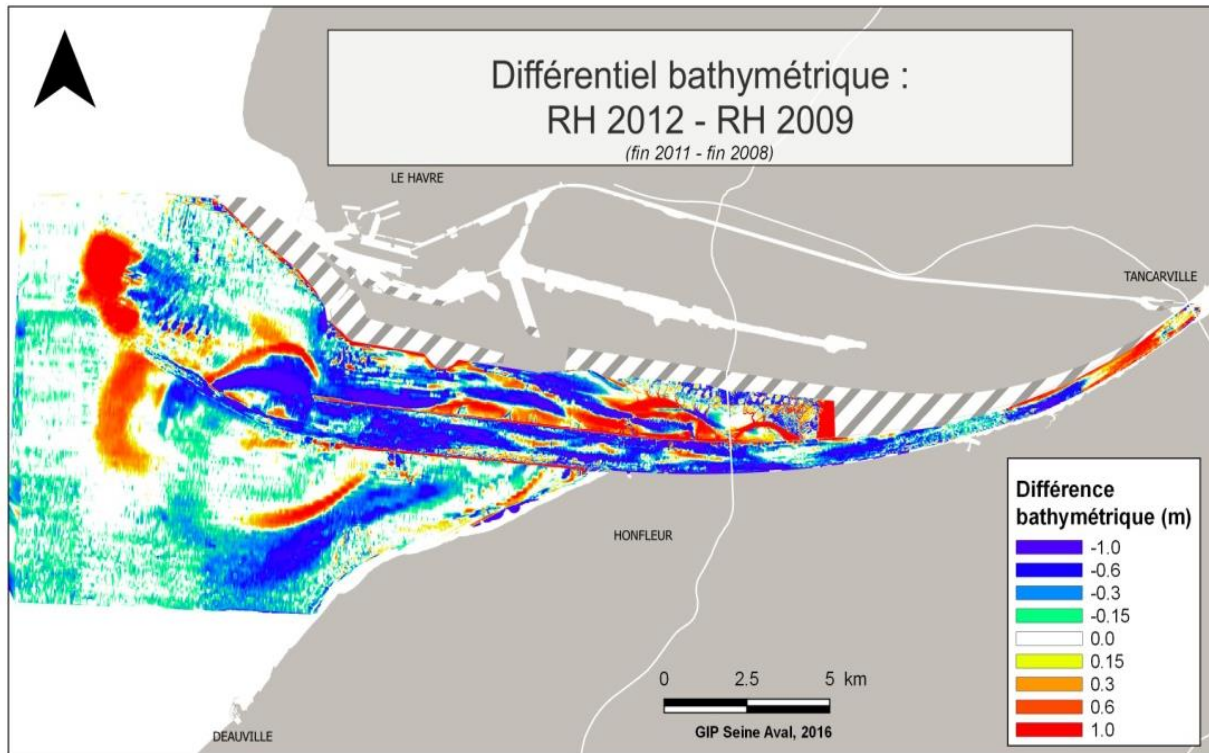 Différentiel bathymétrique :
RH 2012 - RH 2009
(fin 2011 - fin 2008)
LE HAVRE
TANCARVILLE
HONFLEUR
DEAUVILLE
Différence
bathymétrique (m)
-1.0
-0.6
-0.3
-0.15
0.0
0.15
0.3
0.6
1.0
0 2.5 5 km
GIP Seine Aval, 2016